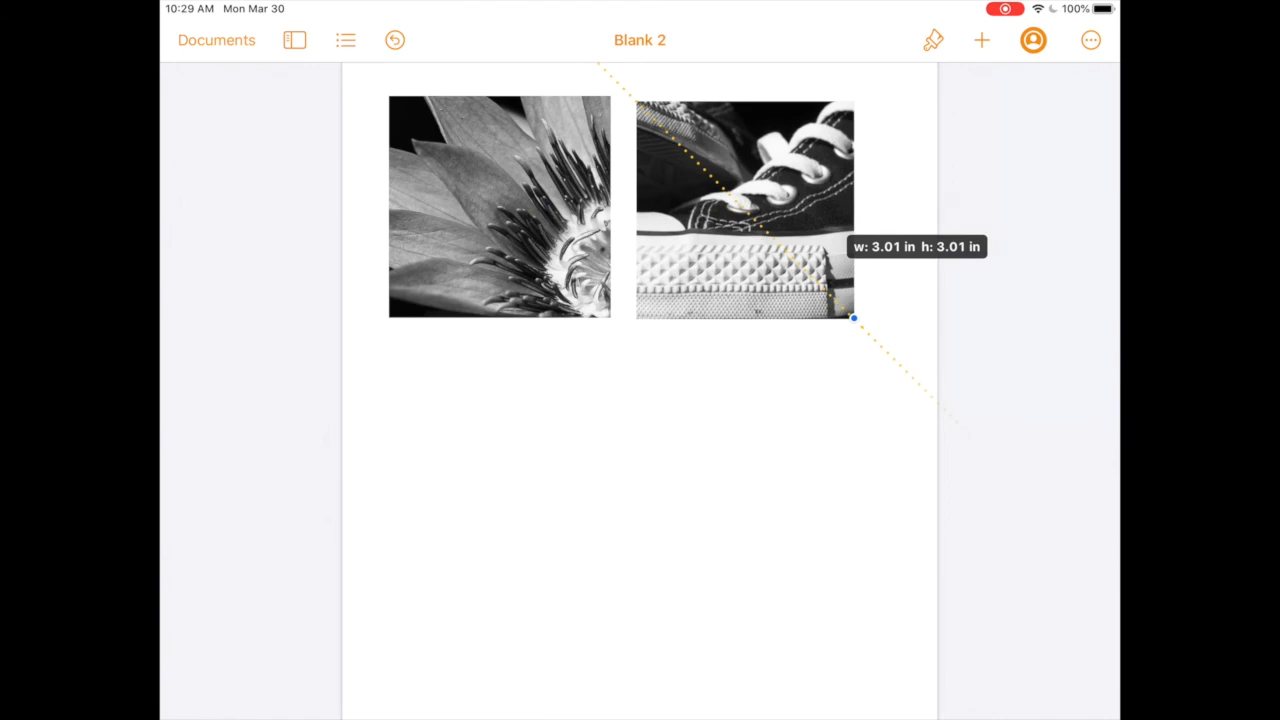 10:29 AM Mon Mar 30
100%
Documents
Blank 2
w: 3.01 in h: 3.01 in